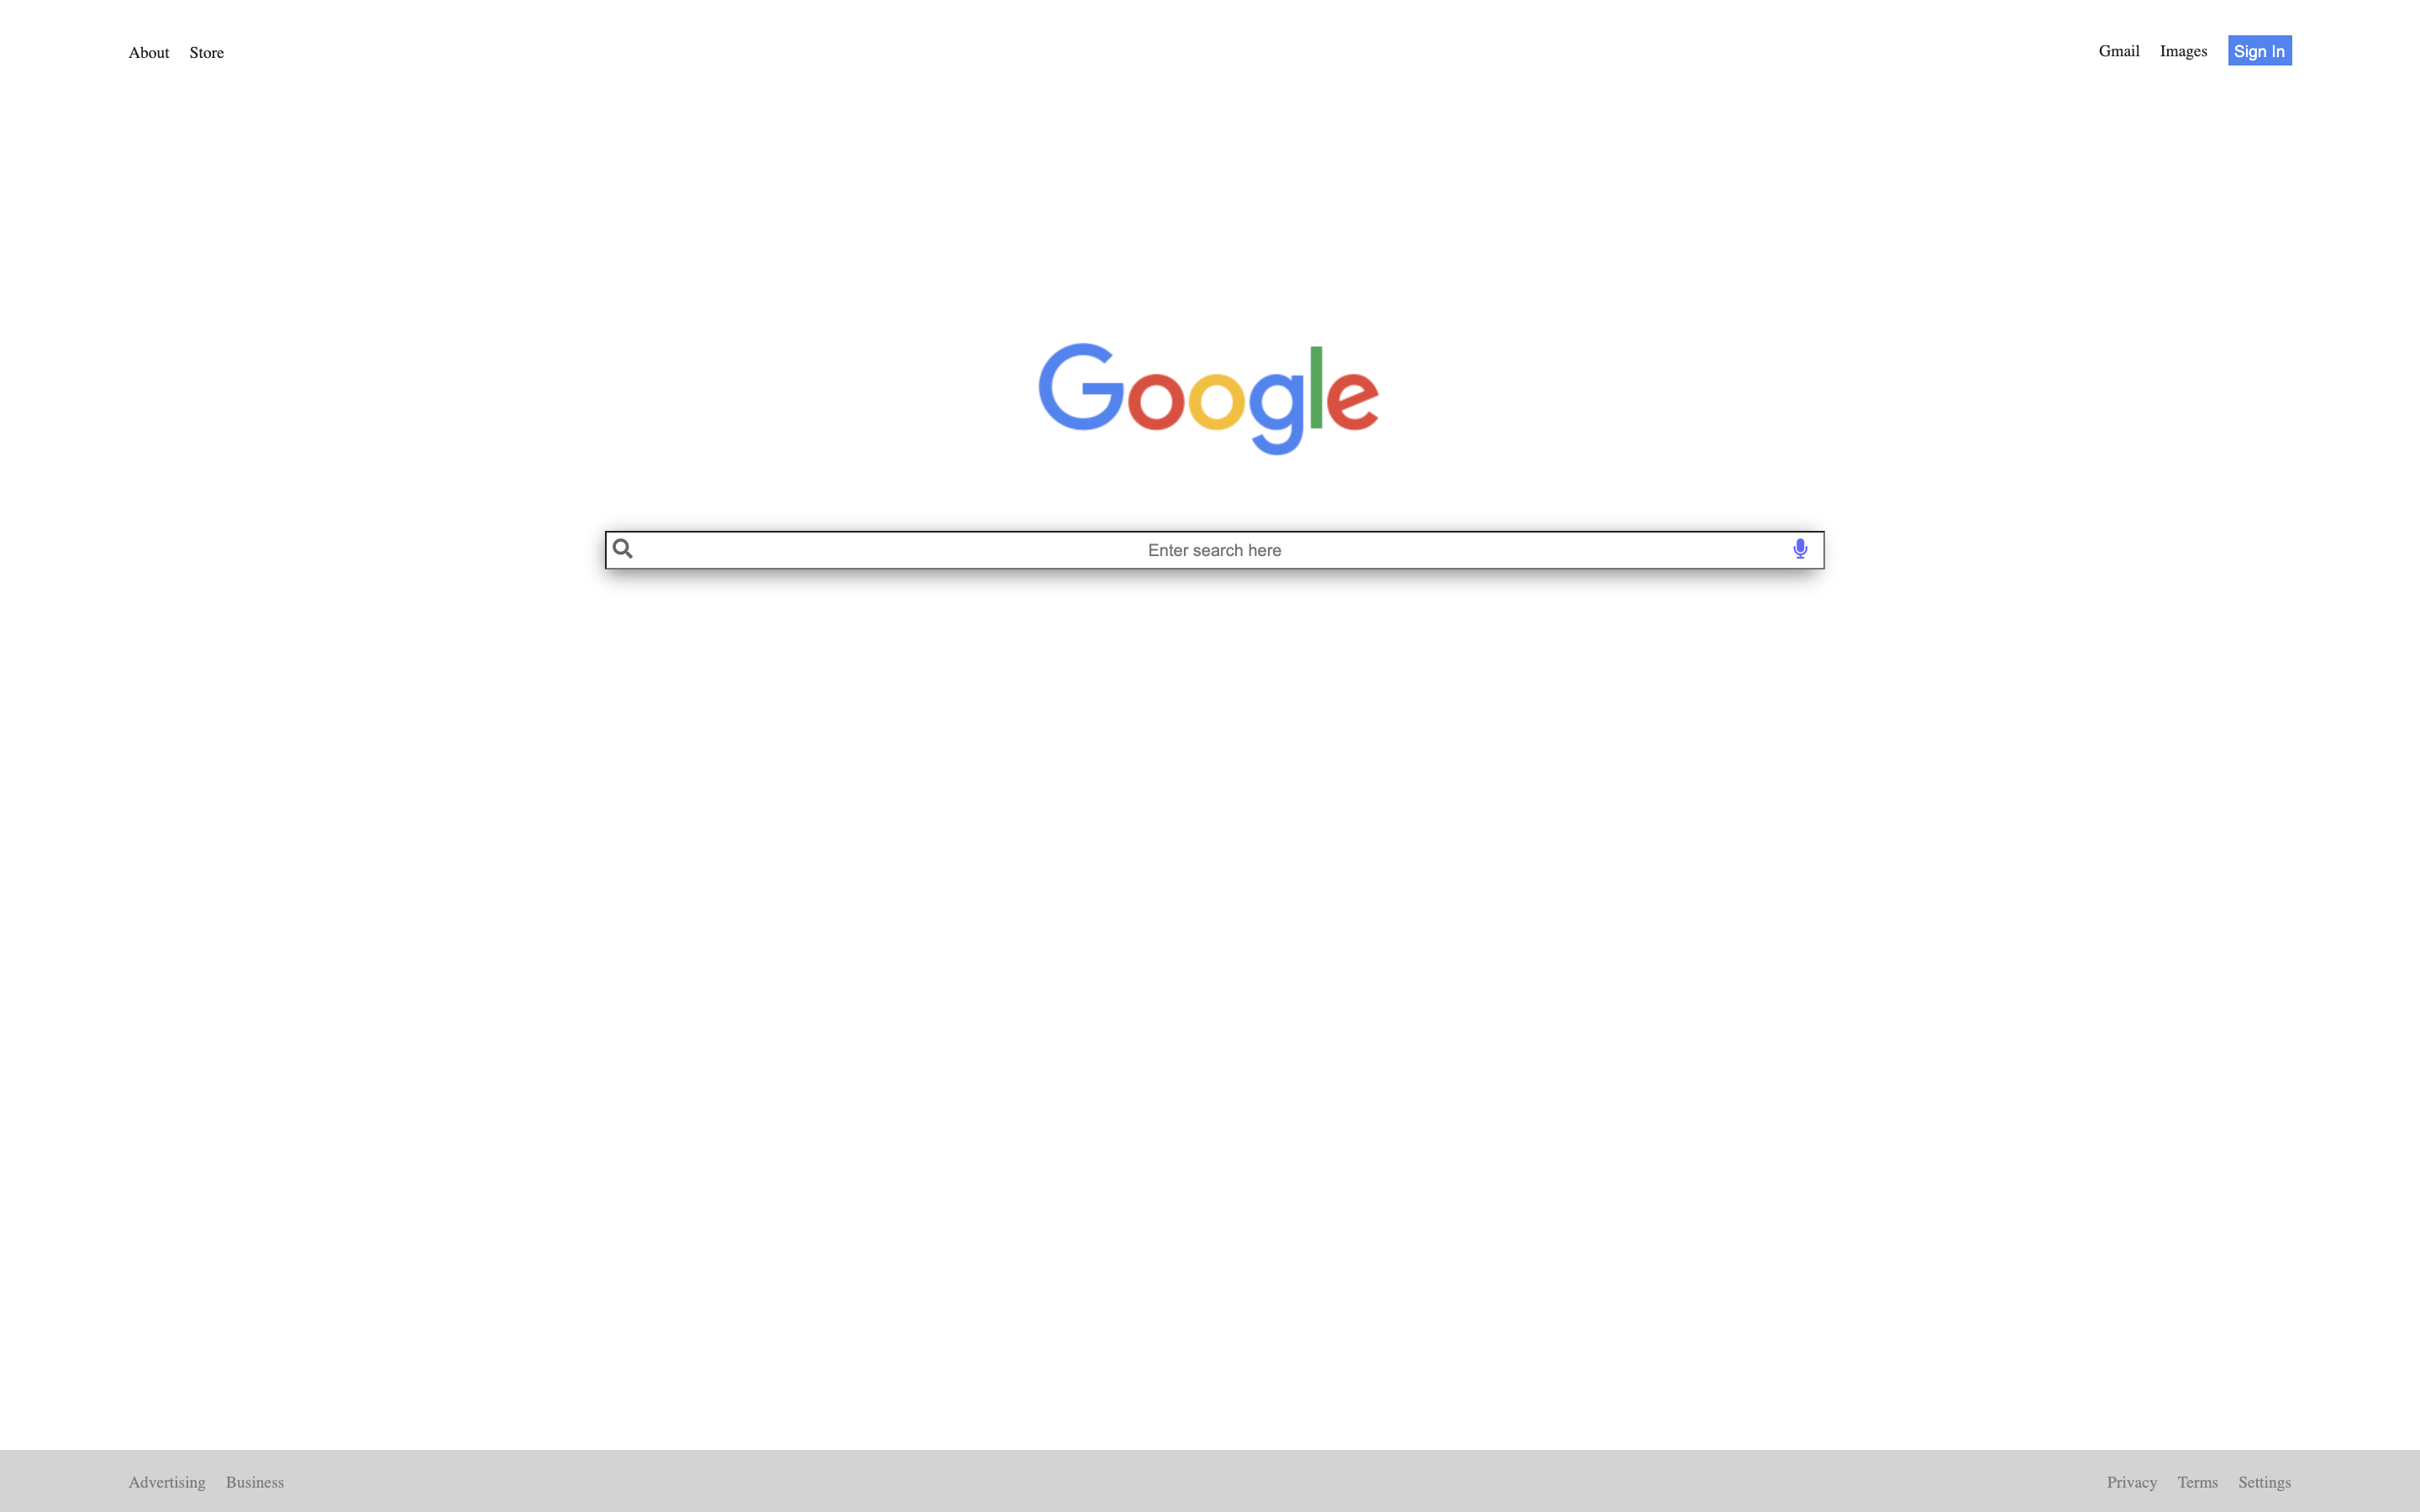 About Store Gmail Images Sign In
Google
Enter search here
Advertising Business Privacy Terms Settings